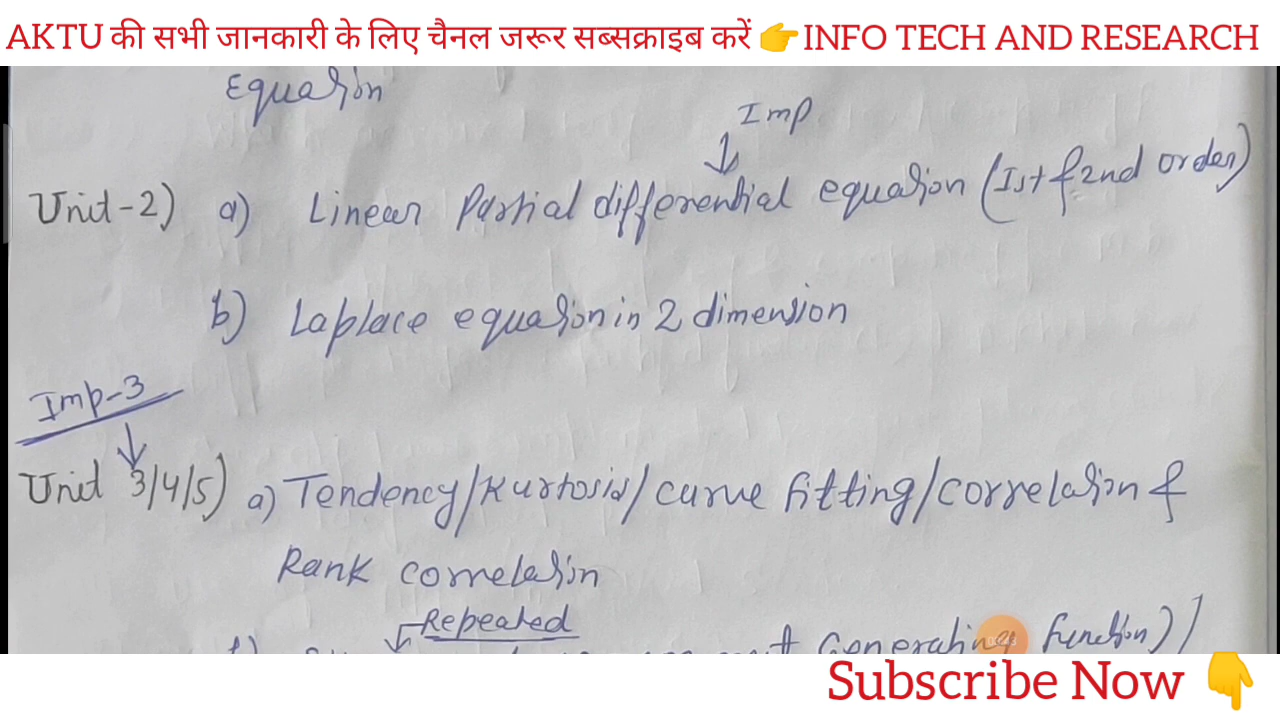 AKTU की सभी जानकारी के लिए चैनल जरूर सब्सक्राइब करें 👉INFO TECH AND RESEARCH
Equation
Imp
Unit-2) a) Linear Partial differential equation (Ist & 2nd order)
b) Laplace equation in 2 dimension
Imp-3
Unit 3/4/5) a) Tendency/Kurtosis/curve fitting/correlation &
Rank correlation
Repeated
Generating function)/
Subscribe Now 👇